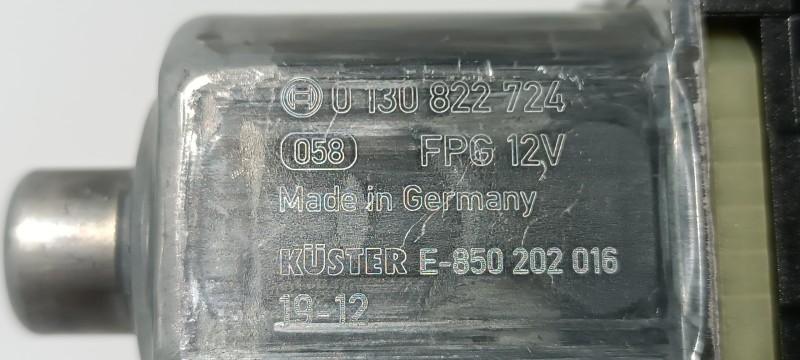 0 130 822 724
058 FPG 12V
Made in Germany
KÜSTER E-850 202 016
19-12